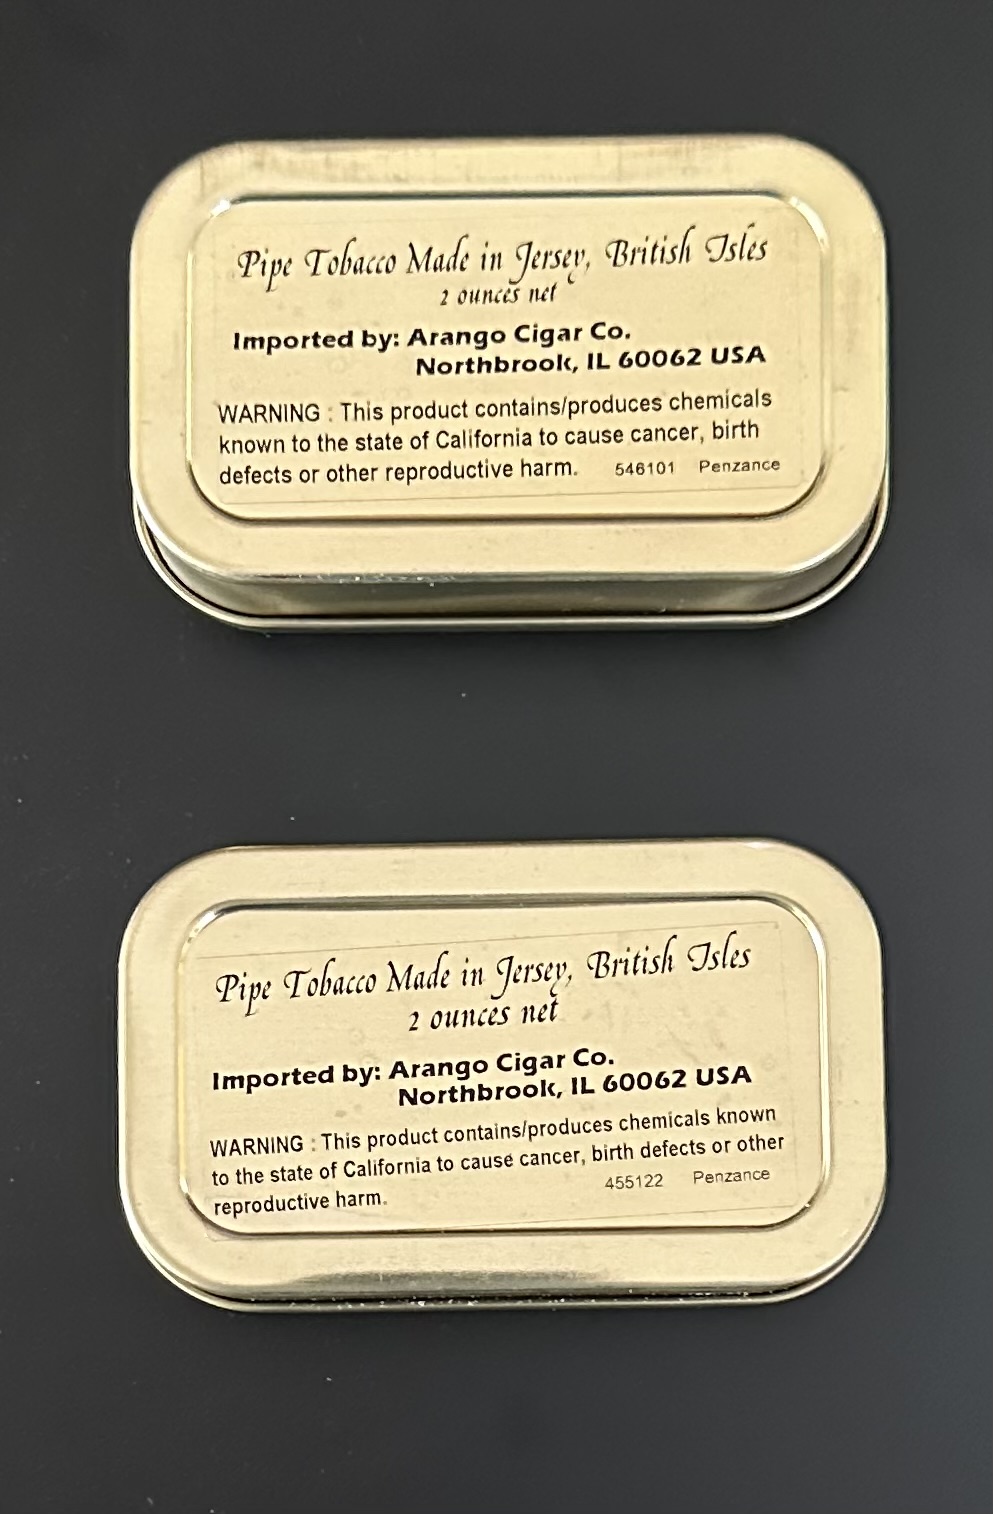 Pipe Tobacco Made in Jersey, British Isles
2 ounces net
Imported by: Arango Cigar Co.
Northbrook, IL 60062 USA
WARNING : This product contains/produces chemicals
known to the state of California to cause cancer, birth
defects or other reproductive harm. 546101 Penzance
Pipe Tobacco Made in Jersey, British Isles
2 ounces net
Imported by: Arango Cigar Co.
Northbrook, IL 60062 USA
WARNING : This product contains/produces chemicals known
to the state of California to cause cancer, birth defects or other
reproductive harm. 455122 Penzance